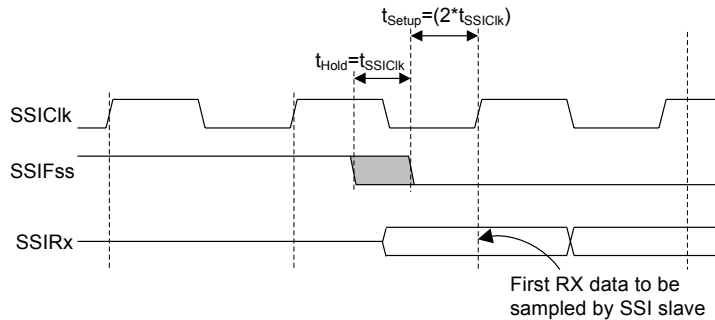 tSetup=(2*tSSIClk)
tHold=tSSIClk
SSIClk
SSIFss
SSIRx
First RX data to be
sampled by SSI slave